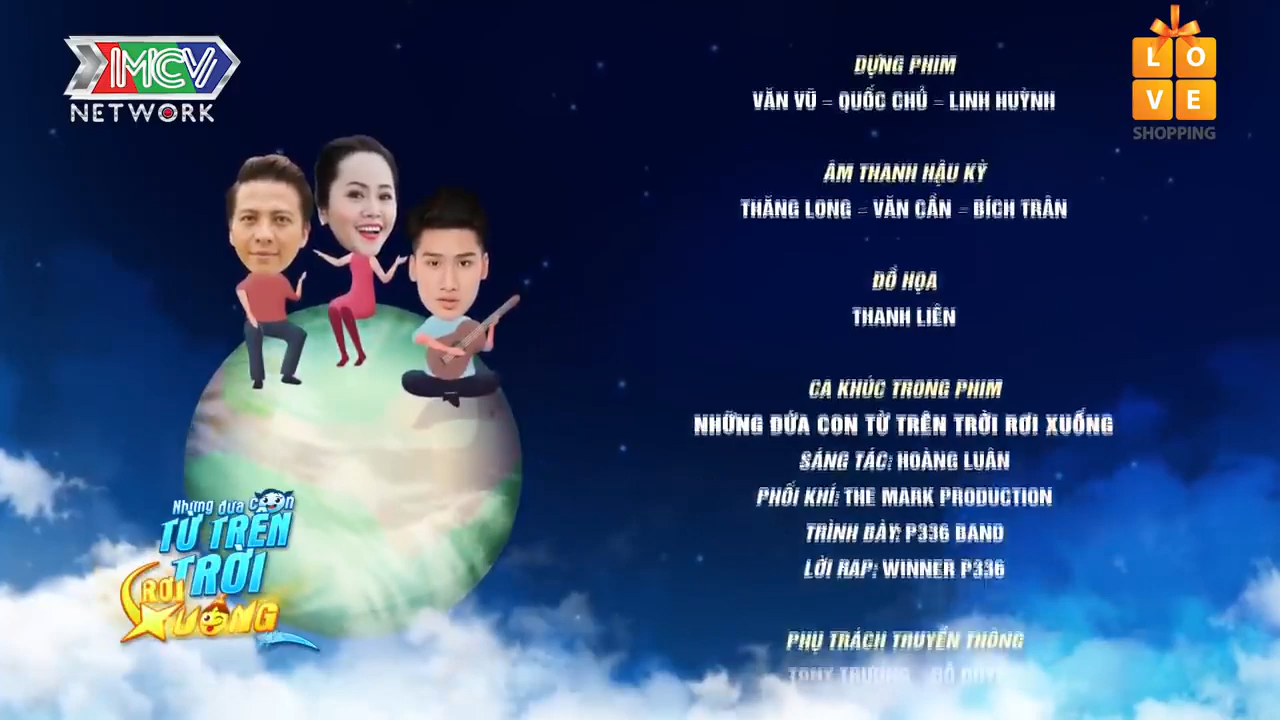 MCV
NETWORK
LOVE
SHOPPING
DỰNG PHIM
VĂN VŨ - QUỐC CHỦ - LINH HUỲNH
ÂM THANH HẬU KỲ
THĂNG LONG - VĂN CẦN - BÍCH TRÂN
ĐỒ HỌA
THANH LIÊN
CA KHÚC TRONG PHIM
NHỮNG ĐỨA CON TỪ TRÊN TRỜI RƠI XUỐNG
SÁNG TÁC: HOÀNG LUÂN
PHỐI KHÍ: THE MARK PRODUCTION
TRÌNH BÀY: P336 BAND
LỜI RAP: WINNER P336
PHỤ TRÁCH TRUYỀN THÔNG
Những đứa con
TỪ TRÊN
TRỜI
RƠI
XUỐNG